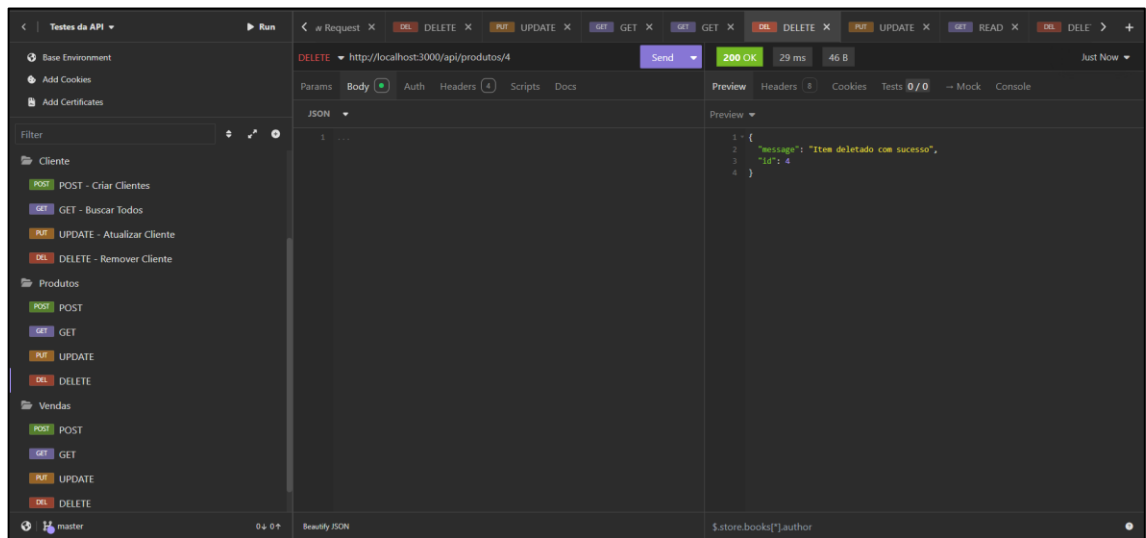 Testes da API
Run
Base Environment
Add Cookies
Add Certificates
Filter
Cliente
POST POST - Criar Clientes
GET GET - Buscar Todos
PUT UPDATE - Atualizar Cliente
DEL DELETE - Remover Cliente
Produtos
POST POST
GET GET
PUT UPDATE
DEL DELETE
Vendas
POST POST
GET GET
PUT UPDATE
DEL DELETE
master 0 0
Request DEL DELETE PUT UPDATE GET GET GET GET DEL DELETE PUT UPDATE GET READ DEL DELE
DELETE http://localhost:3000/api/produtos/4 Send
Params Body Auth Headers 4 Scripts Docs
JSON
1 ...
Beautify JSON
200 OK 29 ms 46 B Just Now
Preview Headers 8 Cookies Tests 0 / 0 → Mock Console
Preview
1 {
2 "message": "Item deletado com sucesso",
3 "id": 4
4 }
$.store.books[*].author